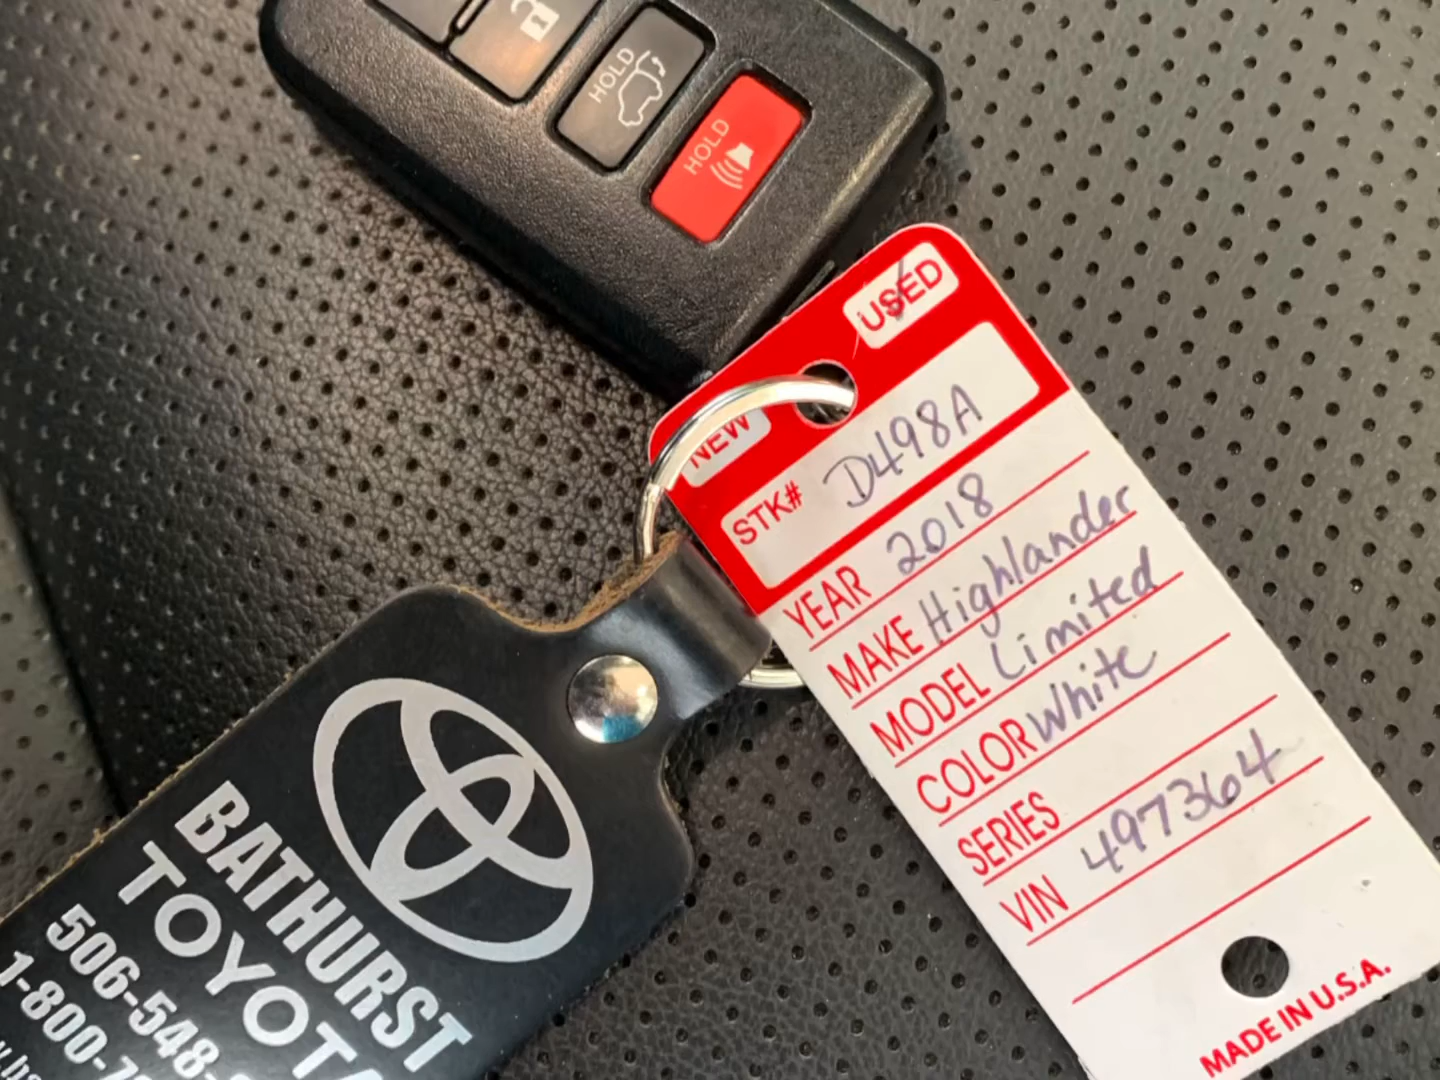 HOLD
HOLD
USED
NEW
STK# D498A
YEAR 2018
MAKE Highlander
MODEL Limited
COLOR White
SERIES
VIN 497364
MADE IN U.S.A.
BATHURST
TOYOTA
506-548-
1-800-